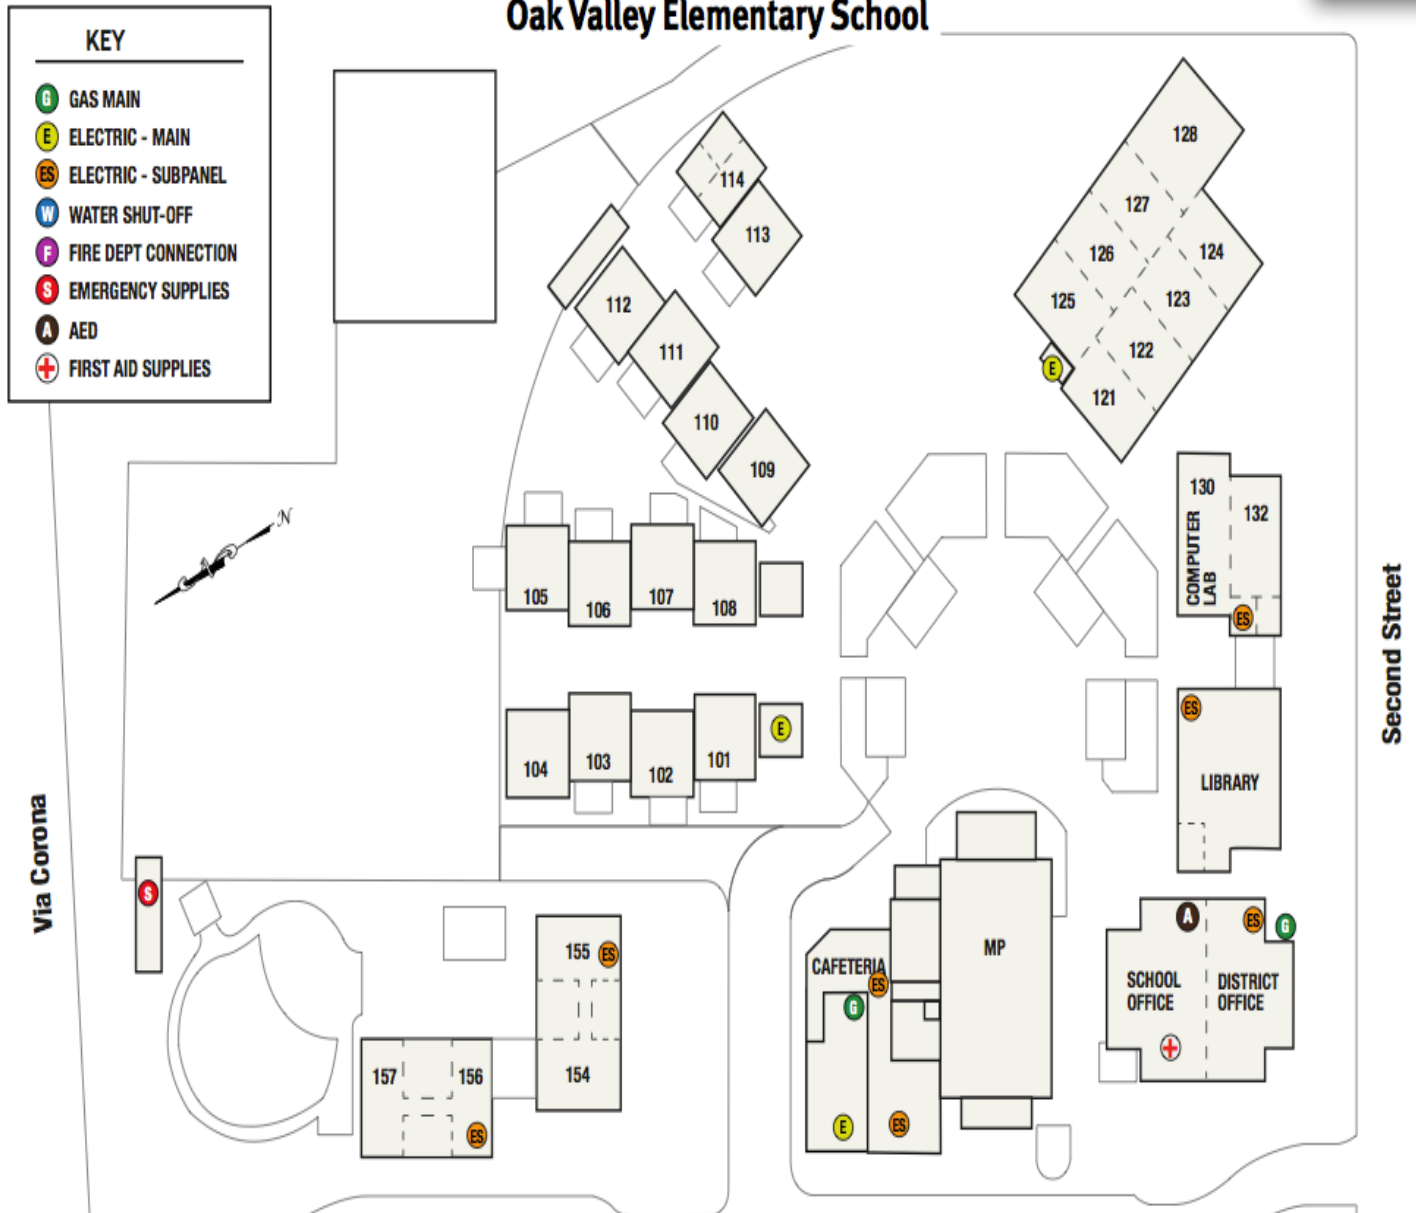 Oak Valley Elementary School
KEY
G GAS MAIN
E ELECTRIC - MAIN
ES ELECTRIC - SUBPANEL
W WATER SHUT-OFF
F FIRE DEPT CONNECTION
S EMERGENCY SUPPLIES
A AED
FIRST AID SUPPLIES
128
114
127
113
124
126
125
123
112
111
122
E
121
110
109
N
130
132
COMPUTER
LAB
105
106
107
108
ES
Second Street
ES
E
104
103
102
101
LIBRARY
Via Corona
S
A
ES
G
155
ES
MP
CAFETERIA
ES
G
SCHOOL
OFFICE
DISTRICT
OFFICE
157
156
154
ES
E
ES